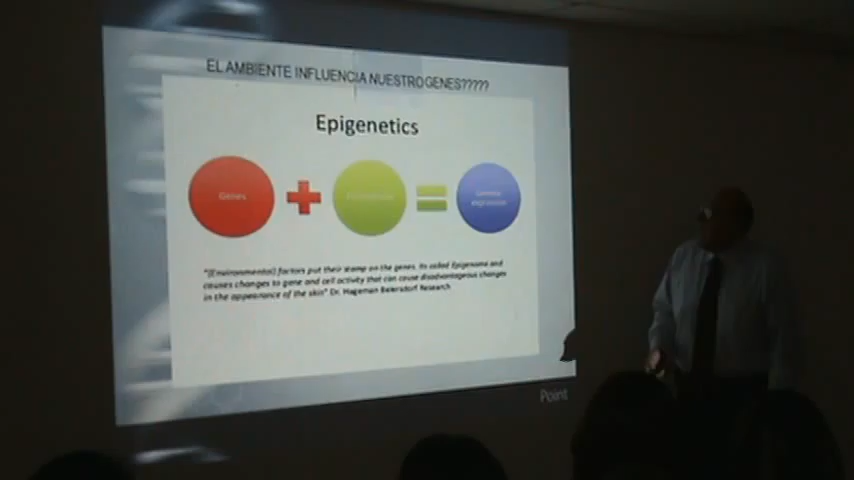 EL AMBIENTE INFLUENCIA NUESTRO GENES?????
Epigenetics
Genes
expression
"(Environmental) factors put their stamp on the genes. Its called Epigenome and
causes changes to gene and cell activity that can cause disadvantageous changes
in the appearance of the skin" Dr. Hageman Beiersdorf Research
Point